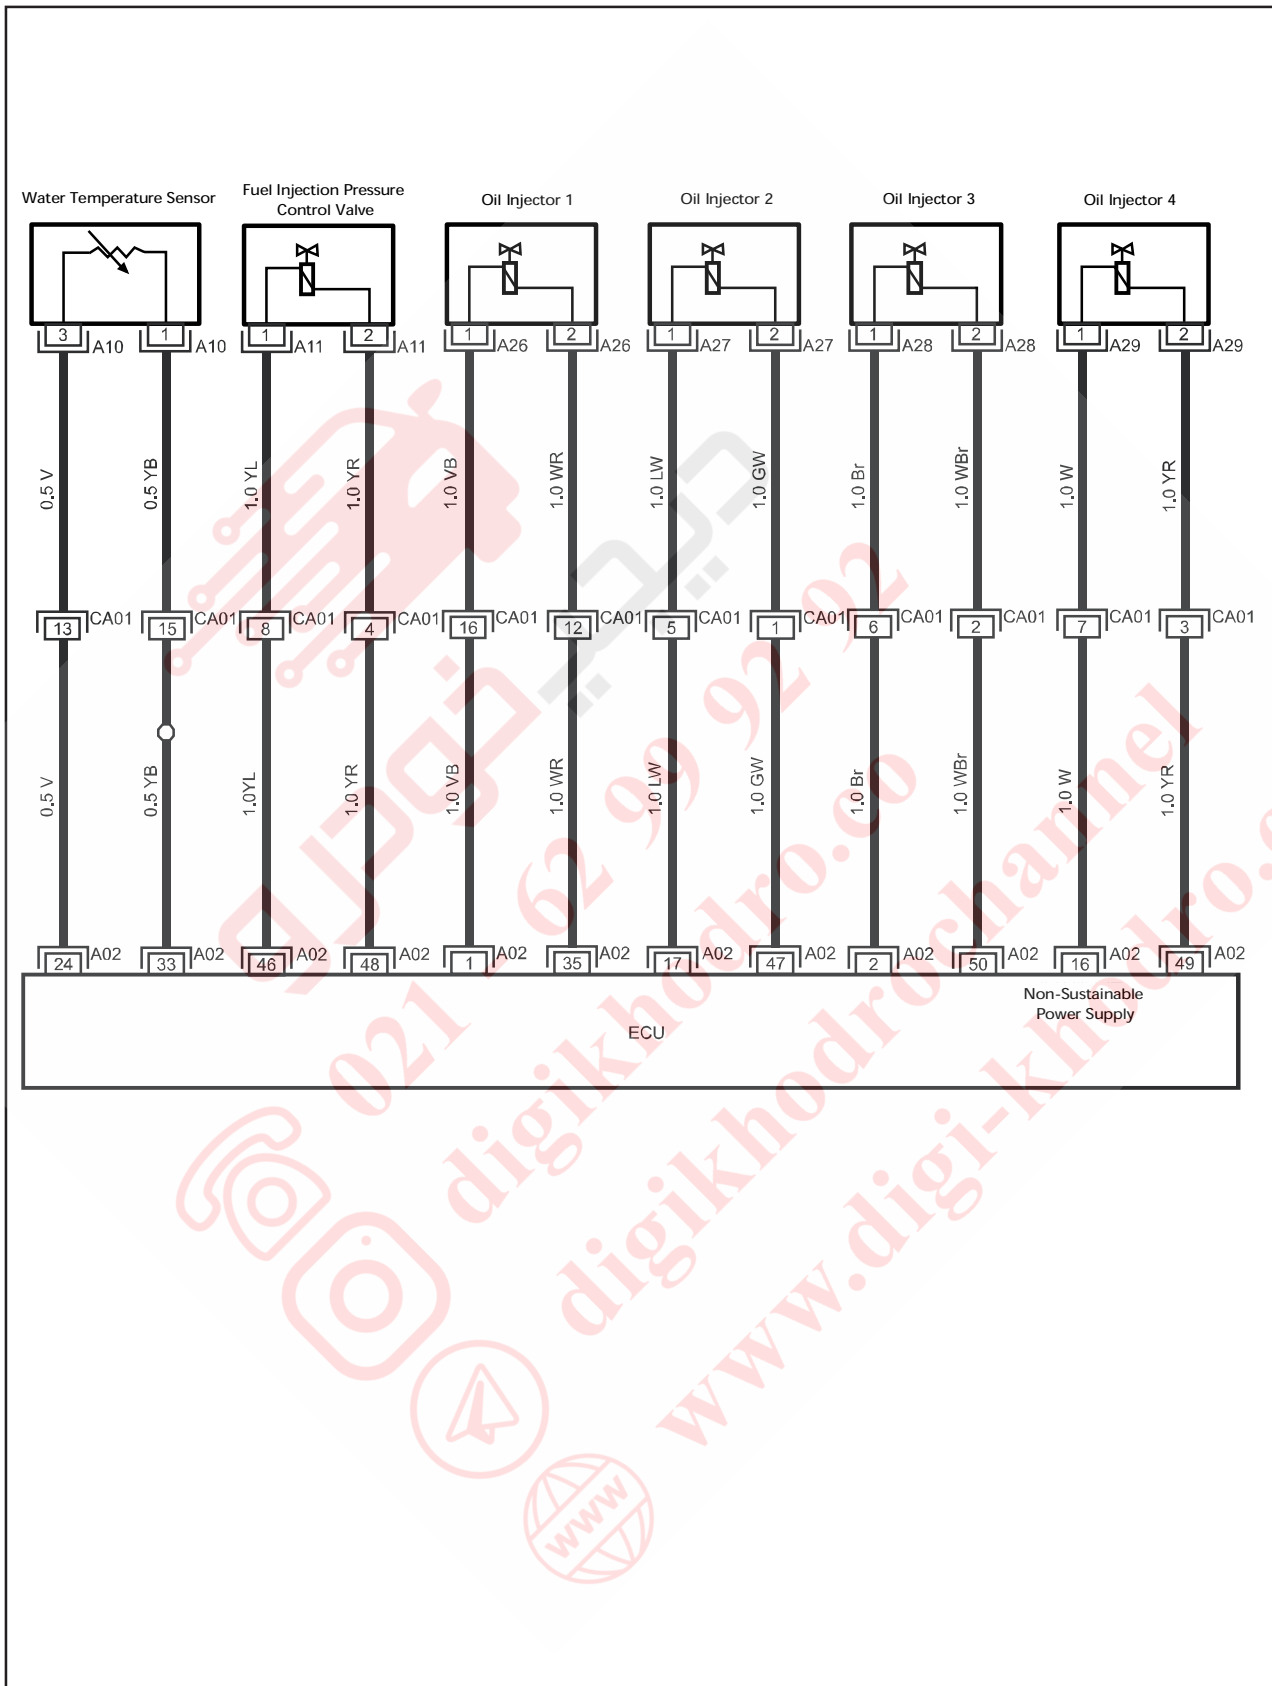 Water Temperature Sensor
Fuel Injection Pressure
Control Valve
Oil Injector 1
Oil Injector 2
Oil Injector 3
Oil Injector 4
3 A10 1 A10 1 A11 2 A11 1 A26 2 A26 1 A27 2 A27 1 A28 2 A28 1 A29 2 A29
0.5 V 0.5 YB 1.0 YL 1.0 YR 1.0 VB 1.0 WR 1.0 LW 1.0 GW 1.0 Br 1.0 WBr 1.0 W 1.0 YR
13 CA01 15 CA01 8 CA01 4 CA01 16 CA01 12 CA01 5 CA01 1 CA01 6 CA01 2 CA01 7 CA01 3 CA01
0.5 V 0.5 YB 1.0YL 1.0 YR 1.0 VB 1.0 WR 1.0 LW 1.0 GW 1.0 Br 1.0 WBr 1.0 W 1.0 YR
24 A02 33 A02 46 A02 48 A02 1 A02 35 A02 17 A02 47 A02 2 A02 50 A02 16 A02 49 A02
Non-Sustainable
Power Supply
ECU
دیجیتال خودرو
021 62 99 92 92
digikhodro.co
digikhodrochannel
www.digi-khodro.c
www